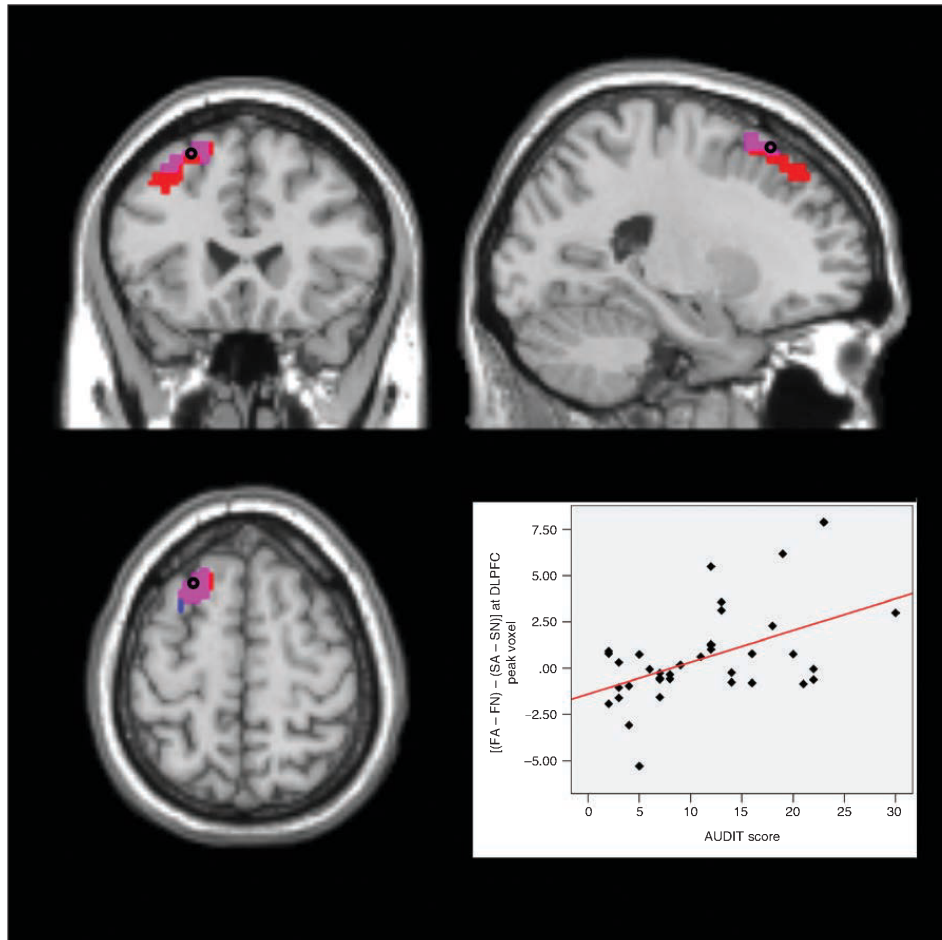 [(FA – FN) – (SA – SN)] at DLPFC
peak voxel
7.50
5.00
2.50
.00
−2.50
−5.00
0 5 10 15 20 25 30
AUDIT score